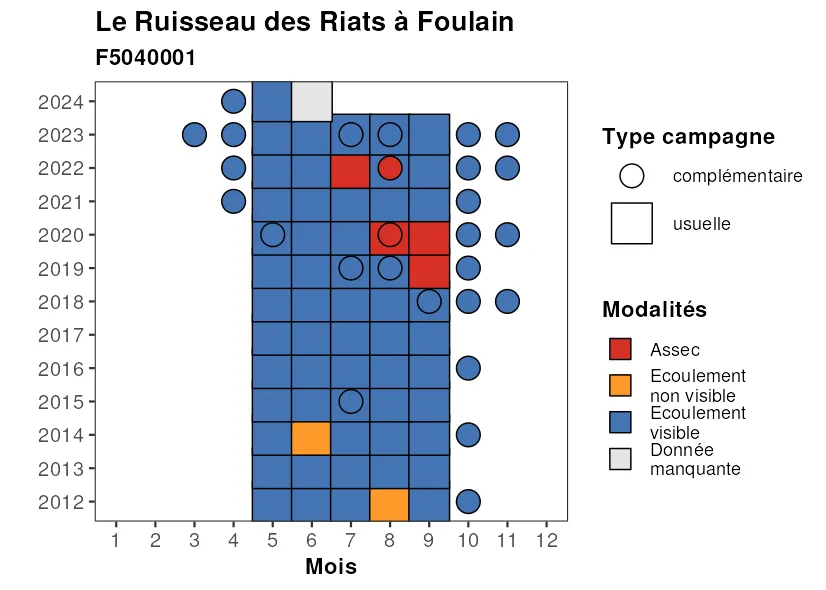 Le Ruisseau des Riats à Foulain
F5040001
2024
2023
2022
2021
2020
2019
2018
2017
2016
2015
2014
2013
2012
1 2 3 4 5 6 7 8 9 10 11 12
Mois
Type campagne
complémentaire
usuelle
Modalités
Assec
Ecoulement
non visible
Ecoulement
visible
Donnée
manquante